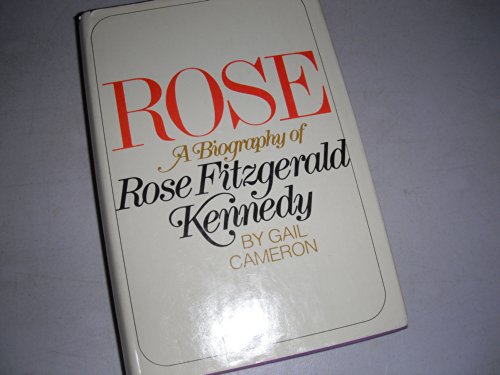 ROSE
A Biography of
Rose Fitzgerald
Kennedy
BY GAIL
CAMERON